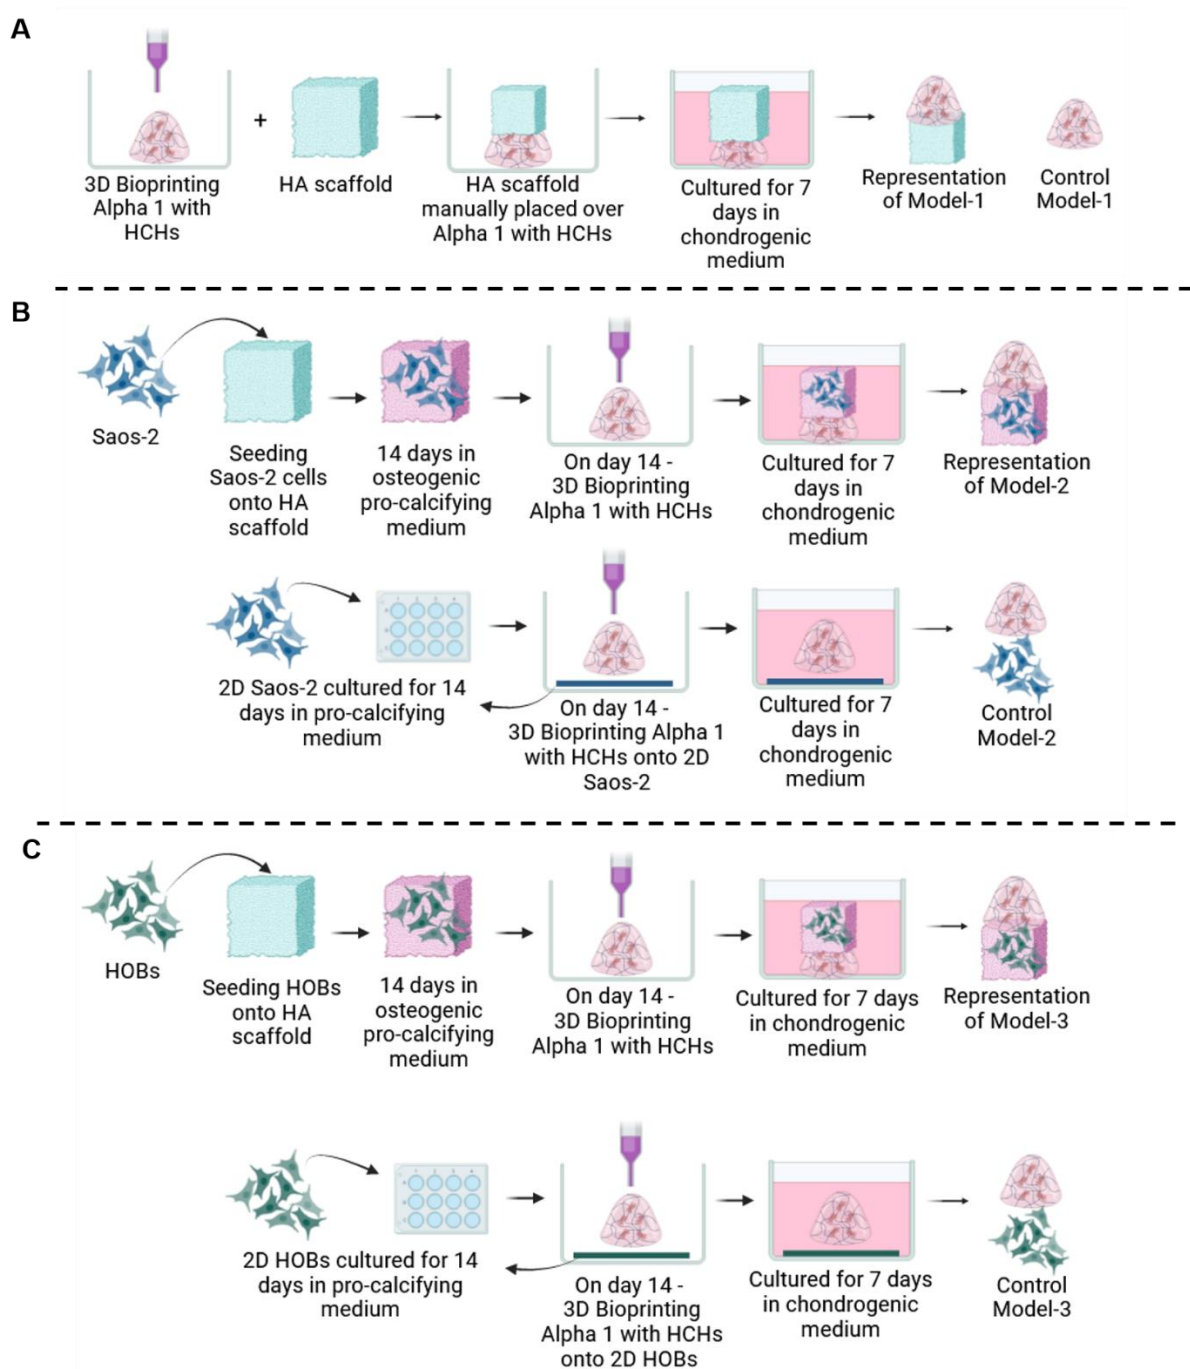 A
3D Bioprinting
Alpha 1 with
HCHs
+
HA scaffold
HA scaffold
manually placed over
Alpha 1 with HCHs
Cultured for 7
days in
chondrogenic
medium
Representation
of Model-1
Control
Model-1
B
Saos-2
Seeding
Saos-2 cells
onto HA
scaffold
14 days in
osteogenic
pro-calcifying
medium
On day 14 -
3D Bioprinting
Alpha 1 with HCHs
Cultured for 7
days in
chondrogenic
medium
Representation
of Model-2
2D Saos-2 cultured for 14
days in pro-calcifying
medium
On day 14 -
3D Bioprinting Alpha 1
with HCHs onto 2D
Saos-2
Cultured for 7
days in
chondrogenic
medium
Control
Model-2
C
HOBs
Seeding HOBs
onto HA
scaffold
14 days in
osteogenic
pro-calcifying
medium
On day 14 -
3D Bioprinting
Alpha 1 with HCHs
Cultured for 7 days
in chondrogenic
medium
Representation
of Model-3
2D HOBs cultured for 14
days in pro-calcifying
medium
On day 14 -
3D Bioprinting
Alpha 1 with HCHs
onto 2D HOBs
Cultured for 7 days
in chondrogenic
medium
Control
Model-3